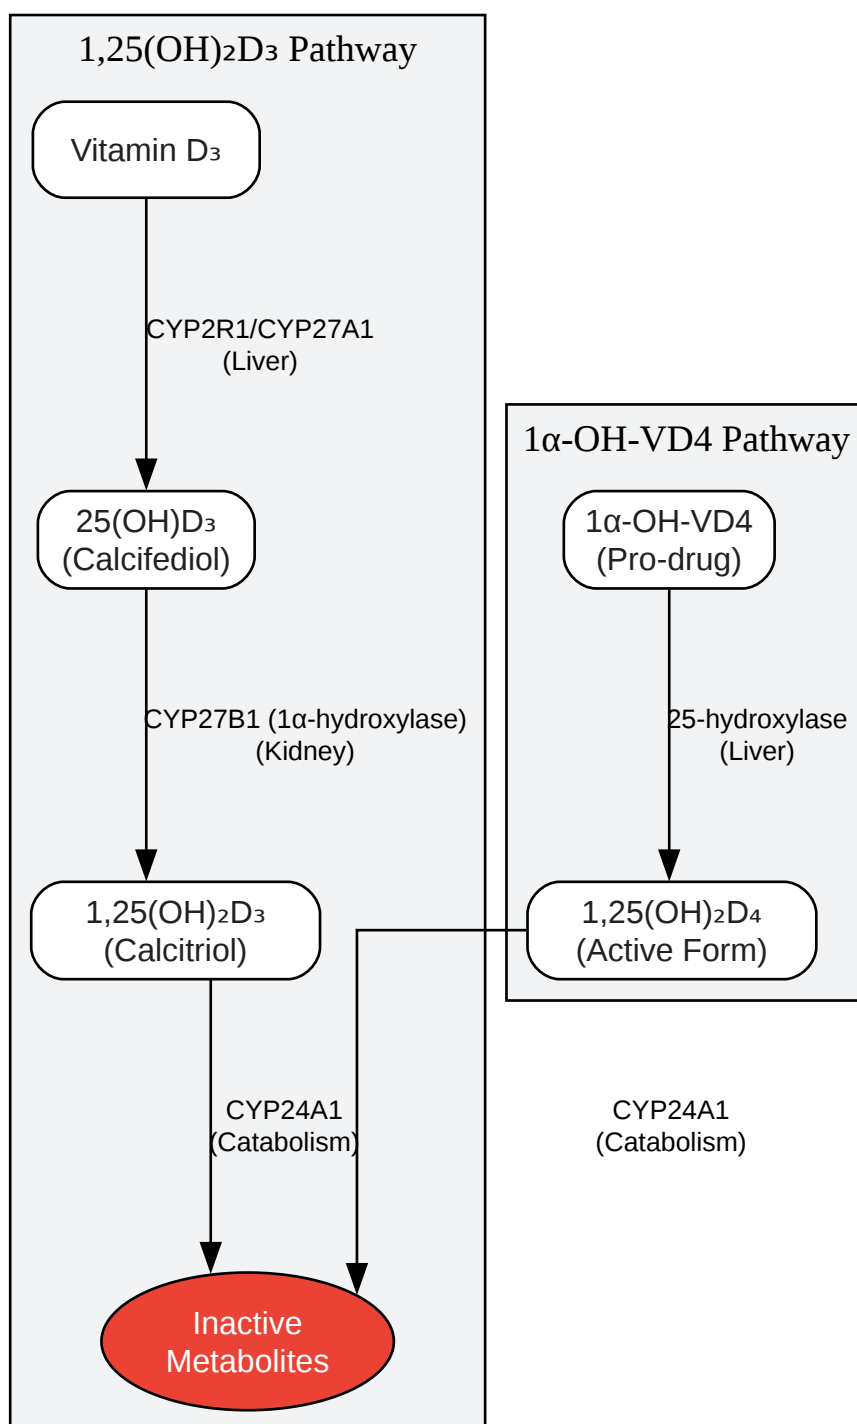 1,25(OH)₂D₃ Pathway
Vitamin D₃
CYP2R1/CYP27A1
(Liver)
25(OH)D₃
(Calcifediol)
CYP27B1 (1α-hydroxylase)
(Kidney)
1,25(OH)₂D₃
(Calcitriol)
CYP24A1
(Catabolism)
Inactive
Metabolites
1α-OH-VD4 Pathway
1α-OH-VD4
(Pro-drug)
25-hydroxylase
(Liver)
1,25(OH)₂D₄
(Active Form)
CYP24A1
(Catabolism)